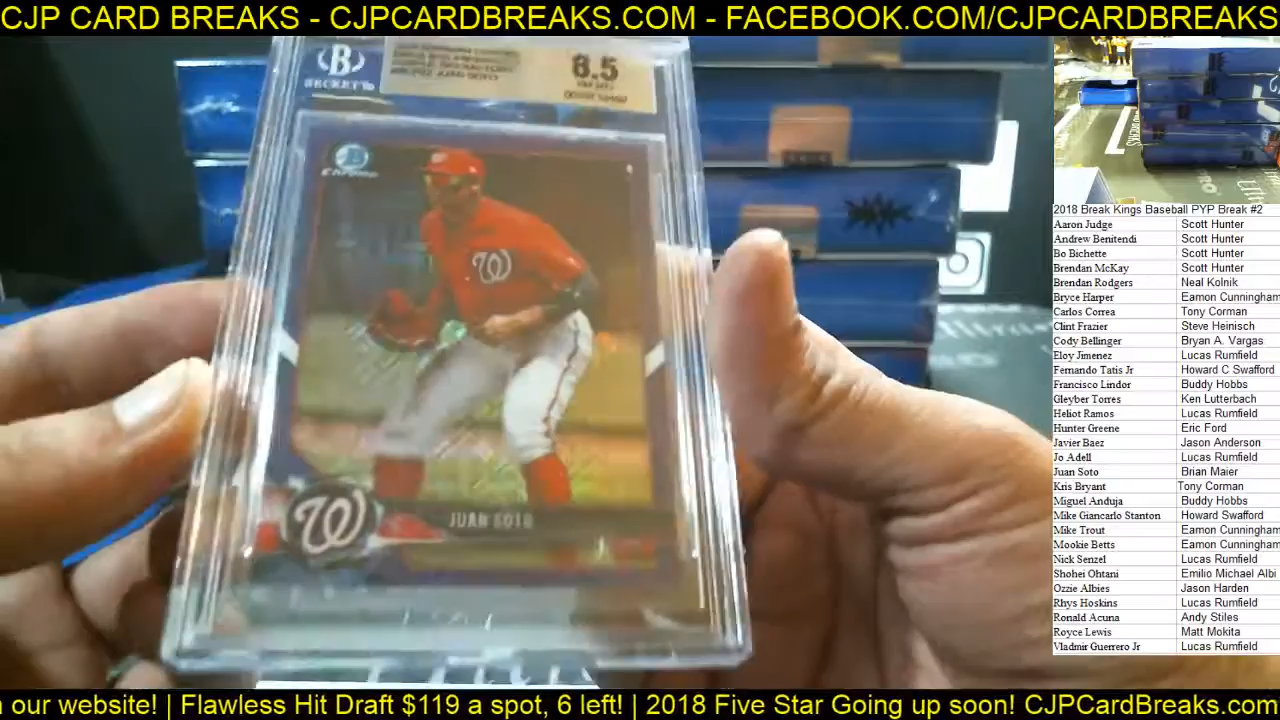 CJP CARD BREAKS - CJPCARDBREAKS.COM - FACEBOOK.COM/CJPCARDBREAKS
BECKETT
8.5
CHROME
W
W
JUAN SOTO
2018 Break Kings Baseball PYP Break #2
Aaron Judge Scott Hunter
Andrew Benitendi Scott Hunter
Bo Bichette Scott Hunter
Brendan McKay Scott Hunter
Brendan Rodgers Neal Kolnik
Bryce Harper Eamon Cunningham
Carlos Correa Tony Corman
Clint Frazier Steve Heinisch
Cody Bellinger Bryan A. Vargas
Eloy Jimenez Lucas Rumfield
Fernando Tatis Jr Howard C Swafford
Francisco Lindor Buddy Hobbs
Gleyber Torres Ken Lutterbach
Heliot Ramos Lucas Rumfield
Hunter Greene Eric Ford
Javier Baez Jason Anderson
Jo Adell Lucas Rumfield
Juan Soto Brian Maier
Kris Bryant Tony Corman
Miguel Anduja Buddy Hobbs
Mike Giancarlo Stanton Howard Swafford
Mike Trout Eamon Cunningham
Mookie Betts Eamon Cunningham
Nick Senzel Lucas Rumfield
Shohei Ohtani Emilio Michael Albi
Ozzie Albies Jason Harden
Rhys Hoskins Lucas Rumfield
Ronald Acuna Andy Stiles
Royce Lewis Matt Mokita
Vladmir Guerrero Jr Lucas Rumfield
our website! | Flawless Hit Draft $119 a spot, 6 left! | 2018 Five Star Going up soon! CJPCardBreaks.com